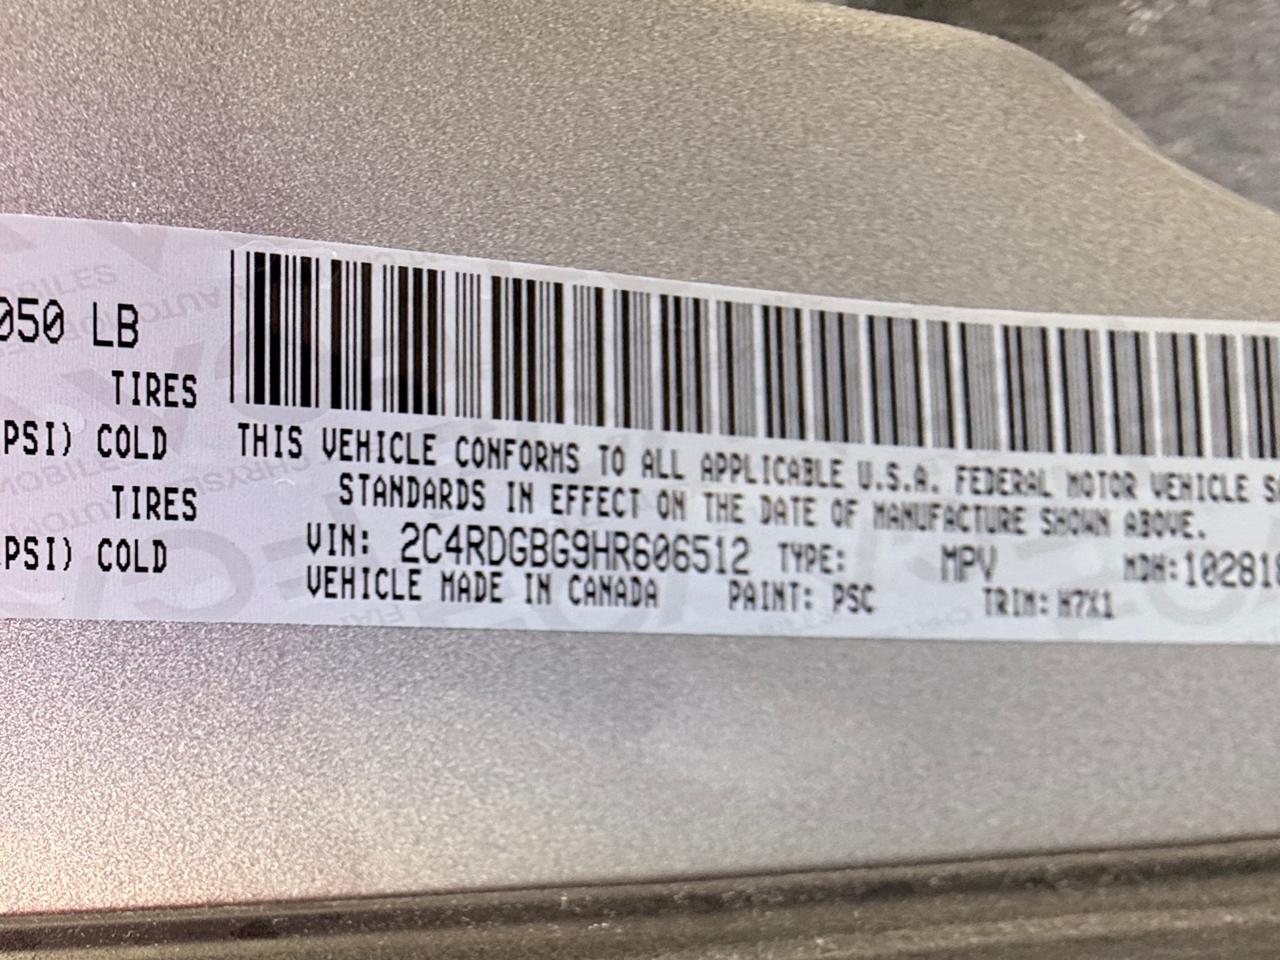 050 LB
TIRES
PSI) COLD
TIRES
PSI) COLD
THIS VEHICLE CONFORMS TO ALL APPLICABLE U.S.A. FEDERAL MOTOR VEHICLE S
STANDARDS IN EFFECT ON THE DATE OF MANUFACTURE SHOWN ABOVE.
VIN: 2C4RDGBG9HR606512 TYPE: MPV MDH: 10281
VEHICLE MADE IN CANADA PAINT: PSC TRIM: H7X1